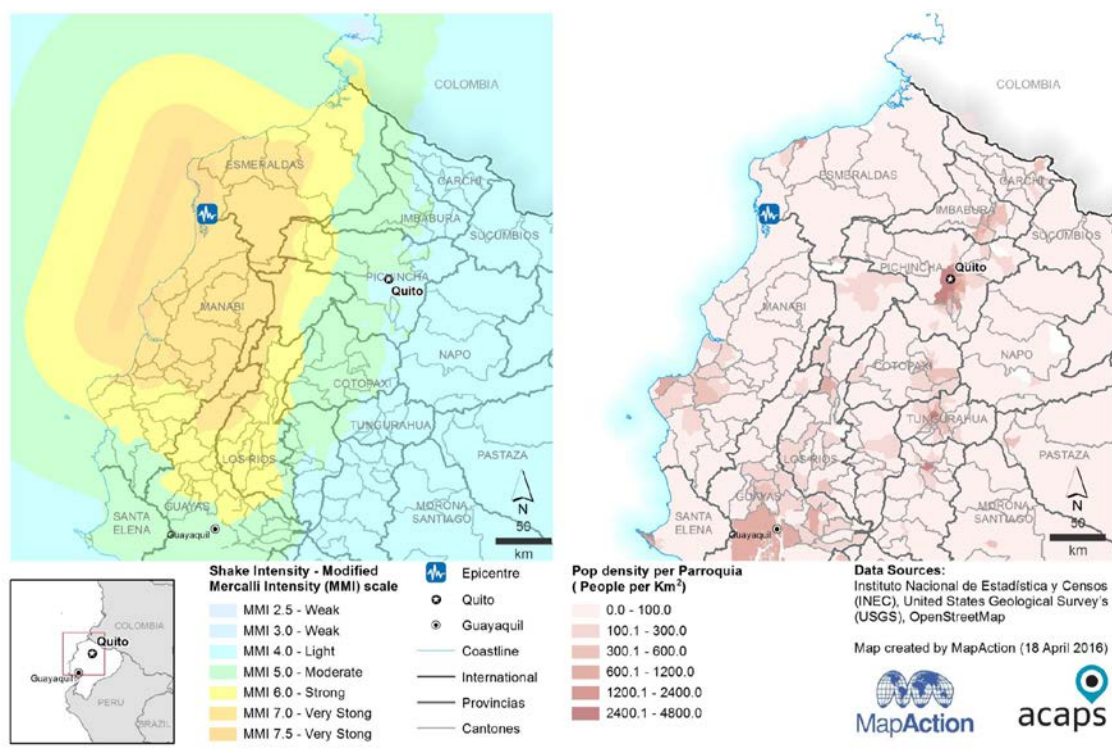 COLOMBIA
ESMERALDAS
CARCHI
IMBABURA
SUCUMBIOS
PICHINCHA
Quito
MANABI
NAPO
COTOPAXI
TUNGURAHUA
LOS RIOS
PASTAZA
GUAYAS
SANTA
ELENA
MORONA
SANTIAGO
Guayaquil
N
50
km
COLOMBIA
ESMERALDAS
CARCHI
IMBABURA
SUCUMBIOS
PICHINCHA
Quito
MANABI
NAPO
COTOPAXI
TUNGURAHUA
LOS RIOS
PASTAZA
GUAYAS
SANTA
ELENA
MORONA
SANTIAGO
Guayaquil
N
50
km
COLOMBIA
Quito
Guayaquil
PERU
BRAZIL
Shake Intensity - Modified
Mercalli Intensity (MMI) scale
MMI 2.5 - Weak
MMI 3.0 - Weak
MMI 4.0 - Light
MMI 5.0 - Moderate
MMI 6.0 - Strong
MMI 7.0 - Very Stong
MMI 7.5 - Very Stong
Epicentre
Quito
Guayaquil
Coastline
International
Provincias
Cantones
Pop density per Parroquia
( People per Km²)
0.0 - 100.0
100.1 - 300.0
300.1 - 600.0
600.1 - 1200.0
1200.1 - 2400.0
2400.1 - 4800.0
Data Sources:
Instituto Nacional de Estadística y Censos
(INEC), United States Geological Survey's
(USGS), OpenStreetMap
Map created by MapAction (18 April 2016)
MapAction
acaps